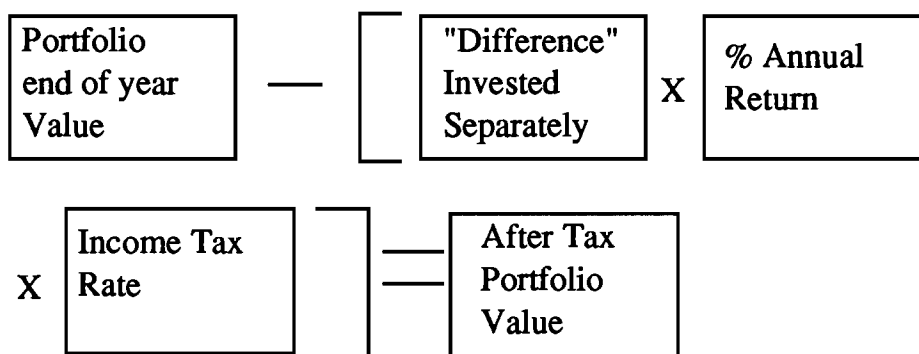 Portfolio
end of year
Value
—
[
"Difference"
Invested
Separately
X
% Annual
Return
X
Income Tax
Rate
]
=
After Tax
Portfolio
Value